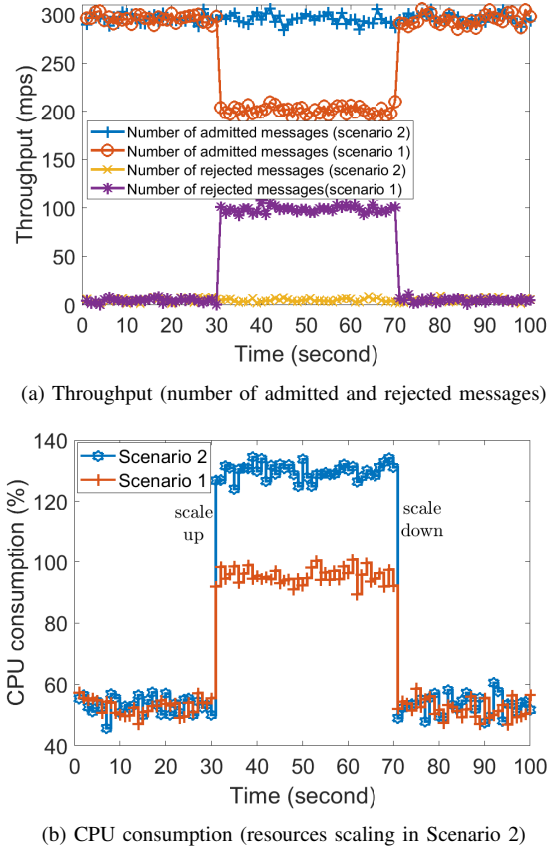 300
250
200
150
100
50
0
Throughput (mps)
Number of admitted messages (scenario 2)
Number of admitted messages (scenario 1)
Number of rejected messages (scenario 2)
Number of rejected messages(scenario 1)
0 10 20 30 40 50 60 70 80 90 100
Time (second)
(a) Throughput (number of admitted and rejected messages)
140
120
100
80
60
40
CPU consumption (%)
Scenario 2
Scenario 1
scale
up
scale
down
0 10 20 30 40 50 60 70 80 90 100
Time (second)
(b) CPU consumption (resources scaling in Scenario 2)